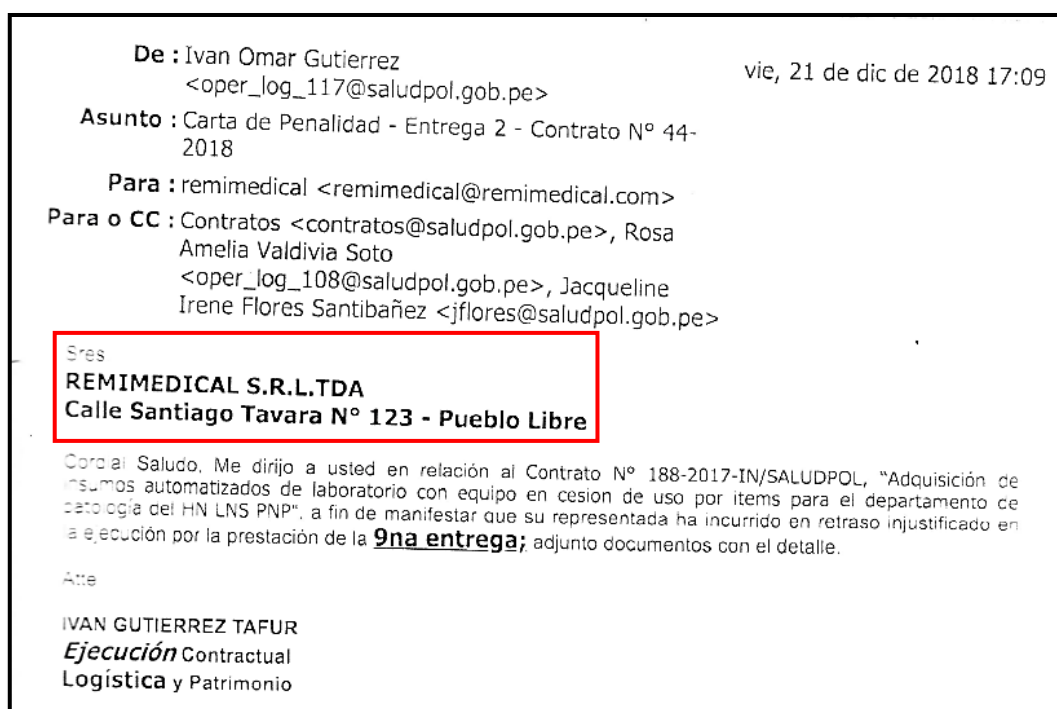 De : Ivan Omar Gutierrez
<oper_log_117@saludpol.gob.pe>
vie, 21 de dic de 2018 17:09
Asunto : Carta de Penalidad - Entrega 2 - Contrato Nº 44-
2018
Para : remimedical <remimedical@remimedical.com>
Para o CC : Contratos <contratos@saludpol.gob.pe>, Rosa
Amelia Valdivia Soto
<oper_log_108@saludpol.gob.pe>, Jacqueline
Irene Flores Santibañez <jflores@saludpol.gob.pe>
Sres
REMIMEDICAL S.R.L.TDA
Calle Santiago Tavara Nº 123 - Pueblo Libre
Cordial Saludo, Me dirijo a usted en relación al Contrato Nº 188-2017-IN/SALUDPOL, "Adquisición de
insumos automatizados de laboratorio con equipo en cesion de uso por items para el departamento de
patología del HN LNS PNP", a fin de manifestar que su representada ha incurrido en retraso injustificado en
la ejecución por la prestación de la 9na entrega; adjunto documentos con el detalle.
Atte
IVAN GUTIERREZ TAFUR
Ejecución Contractual
Logística y Patrimonio